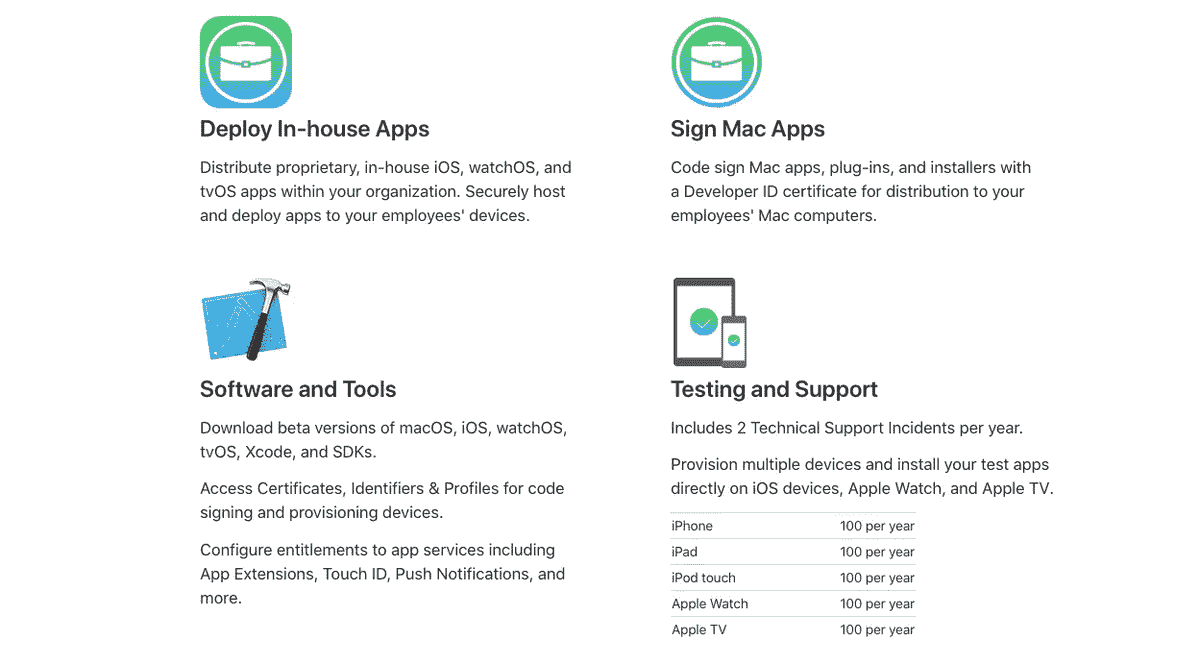 Deploy In-house Apps
Distribute proprietary, in-house iOS, watchOS, and
tvOS apps within your organization. Securely host
and deploy apps to your employees' devices.
Sign Mac Apps
Code sign Mac apps, plug-ins, and installers with
a Developer ID certificate for distribution to your
employees' Mac computers.
Software and Tools
Download beta versions of macOS, iOS, watchOS,
tvOS, Xcode, and SDKs.
Access Certificates, Identifiers & Profiles for code
signing and provisioning devices.
Configure entitlements to app services including
App Extensions, Touch ID, Push Notifications, and
more.
Testing and Support
Includes 2 Technical Support Incidents per year.
Provision multiple devices and install your test apps
directly on iOS devices, Apple Watch, and Apple TV.
iPhone 100 per year
iPad 100 per year
iPod touch 100 per year
Apple Watch 100 per year
Apple TV 100 per year